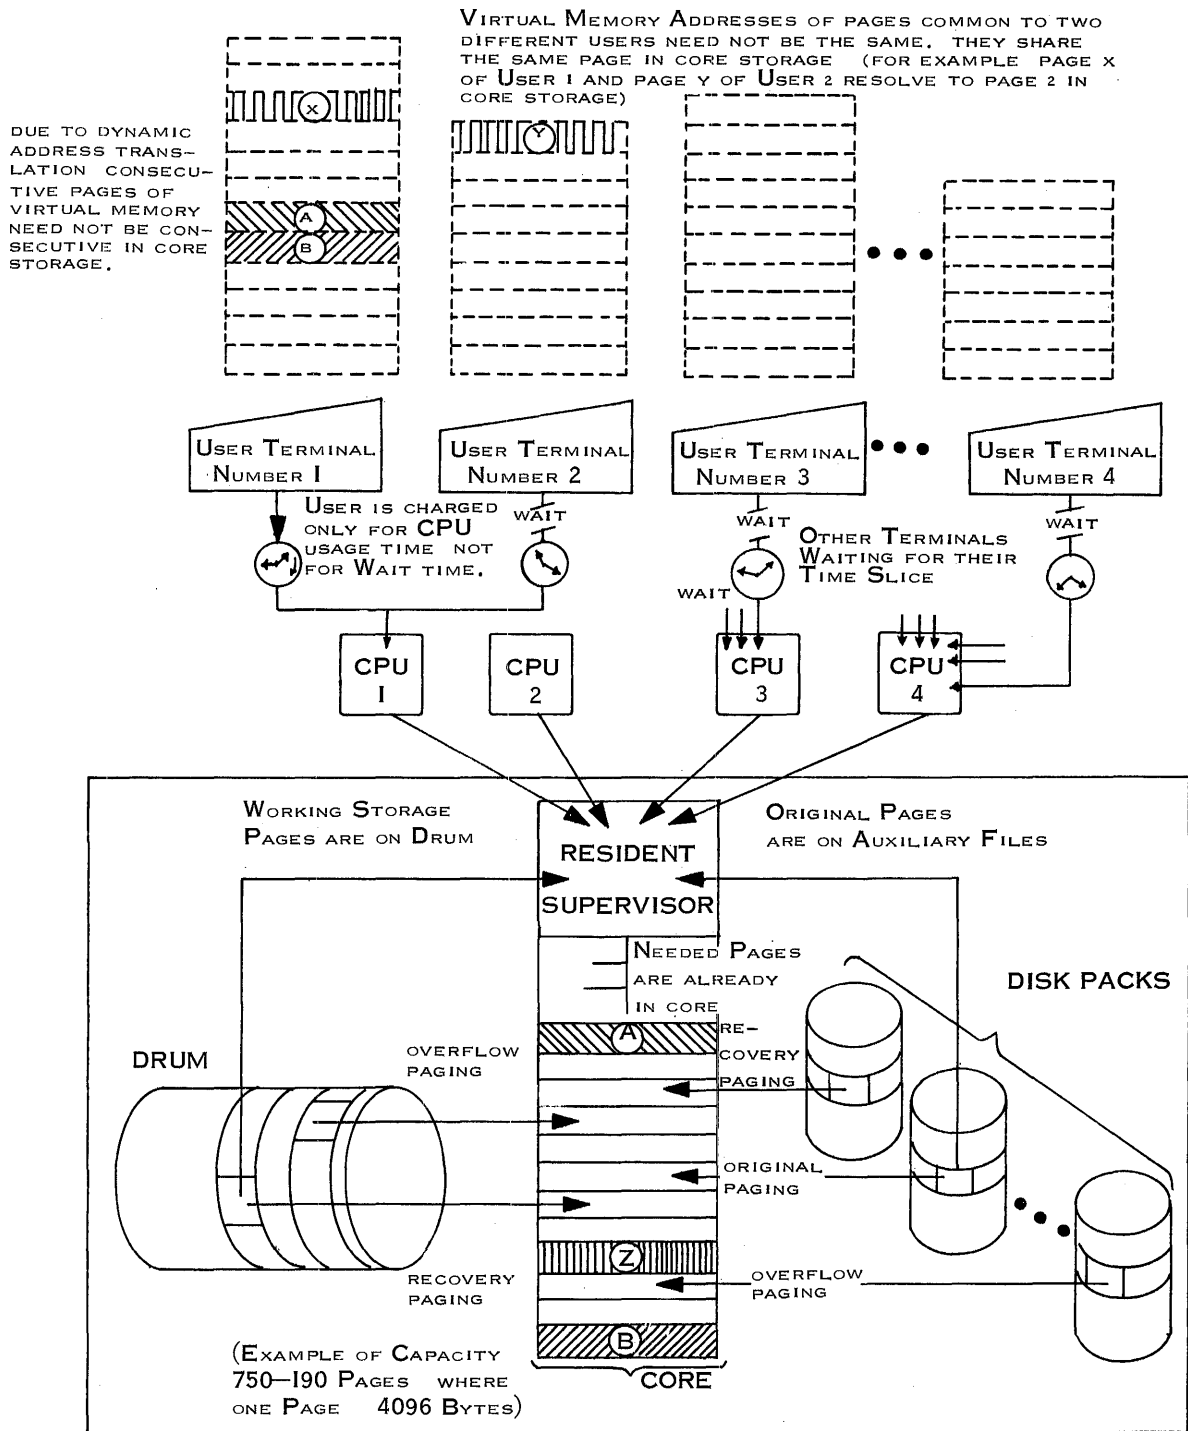 VIRTUAL MEMORY ADDRESSES OF PAGES COMMON TO TWO
DIFFERENT USERS NEED NOT BE THE SAME. THEY SHARE
THE SAME PAGE IN CORE STORAGE (FOR EXAMPLE PAGE X
OF USER 1 AND PAGE Y OF USER 2 RESOLVE TO PAGE 2 IN
CORE STORAGE)
DUE TO DYNAMIC
ADDRESS TRANS-
LATION CONSECU-
TIVE PAGES OF
VIRTUAL MEMORY
NEED NOT BE CON-
SECUTIVE IN CORE
STORAGE.
X
Y
A
B
USER TERMINAL
NUMBER 1
USER TERMINAL
NUMBER 2
USER TERMINAL
NUMBER 3
USER TERMINAL
NUMBER 4
USER IS CHARGED
ONLY FOR CPU
USAGE TIME NOT
FOR WAIT TIME.
WAIT
WAIT
WAIT
OTHER TERMINALS
WAITING FOR THEIR
TIME SLICE
WAIT
CPU
1
CPU
2
CPU
3
CPU
4
WORKING STORAGE
PAGES ARE ON DRUM
ORIGINAL PAGES
ARE ON AUXILIARY FILES
RESIDENT
SUPERVISOR
NEEDED PAGES
ARE ALREADY
IN CORE
DISK PACKS
A
RE-
COVERY
PAGING
DRUM
OVERFLOW
PAGING
ORIGINAL
PAGING
Z
RECOVERY
PAGING
OVERFLOW
PAGING
B
CORE
(EXAMPLE OF CAPACITY
750-190 PAGES WHERE
ONE PAGE 4096 BYTES)